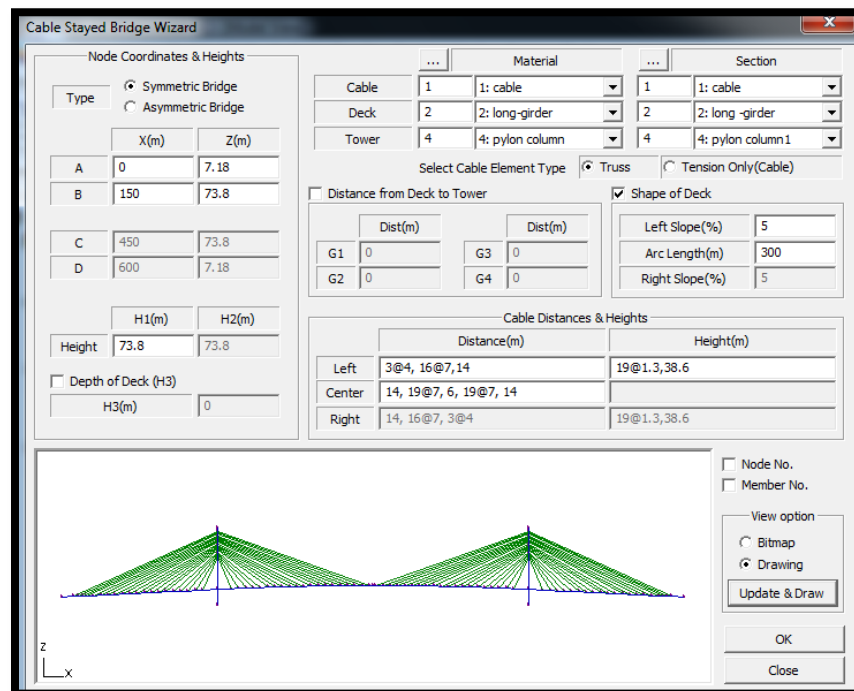 Cable Stayed Bridge Wizard
Node Coordinates & Heights
Type
Symmetric Bridge
Asymmetric Bridge
X(m) Z(m)
A 0 7.18
B 150 73.8
C 450 73.8
D 600 7.18
H1(m) H2(m)
Height 73.8 73.8
Depth of Deck (H3)
H3(m) 0
... Material ... Section
Cable 1 1: cable 1 1: cable
Deck 2 2: long-girder 2 2: long -girder
Tower 4 4: pylon column 4 4: pylon column1
Select Cable Element Type Truss Tension Only(Cable)
Distance from Deck to Tower
Dist(m) Dist(m)
G1 0 G3 0
G2 0 G4 0
Shape of Deck
Left Slope(%) 5
Arc Length(m) 300
Right Slope(%) 5
Cable Distances & Heights
Distance(m) Height(m)
Left 3@4, 16@7,14 19@1.3,38.6
Center 14, 19@7, 6, 19@7, 14
Right 14, 16@7, 3@4 19@1.3,38.6
Z
X
Node No.
Member No.
View option
Bitmap
Drawing
Update & Draw
OK
Close